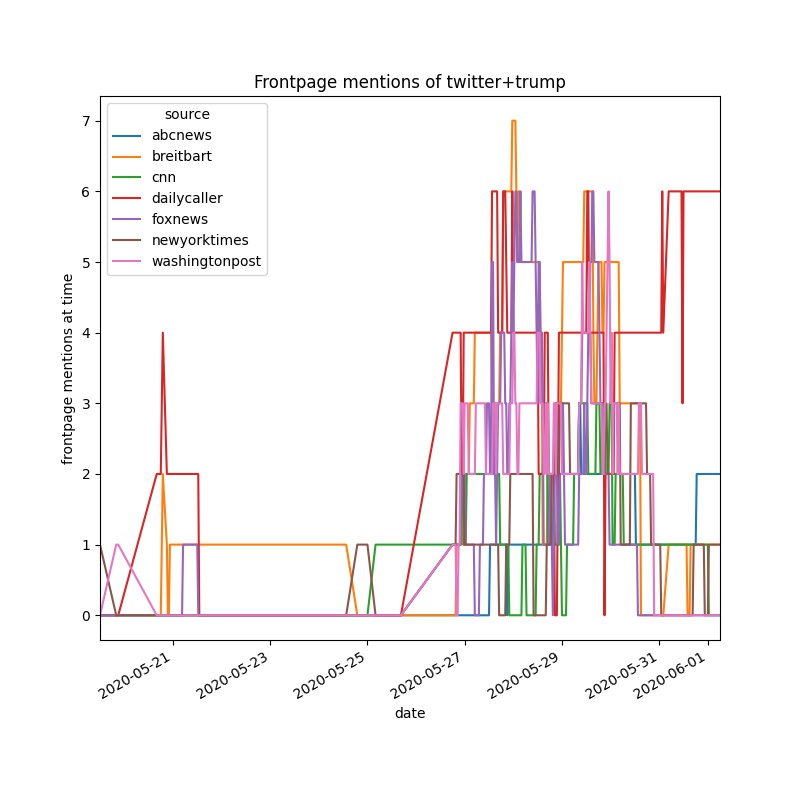 Frontpage mentions of twitter+trump
source
abcnews
breitbart
cnn
dailycaller
foxnews
newyorktimes
washingtonpost
frontpage mentions at time
7
6
5
4
3
2
1
0
2020-05-21
2020-05-23
2020-05-25
2020-05-27
2020-05-29
2020-05-31
2020-06-01
date